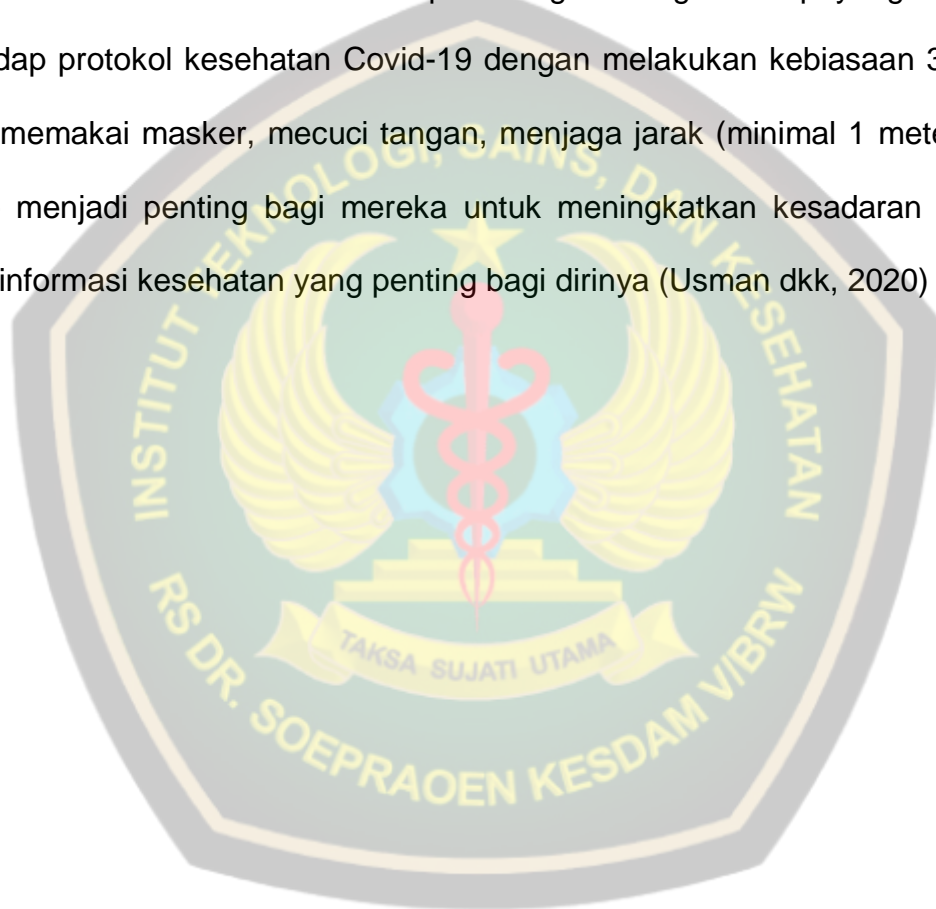 dap protokol kesehatan Covid-19 dengan melakukan kebiasaan 3
memakai masker, mecuci tangan, menjaga jarak (minimal 1 mete
menjadi penting bagi mereka untuk meningkatkan kesadaran
informasi kesehatan yang penting bagi dirinya (Usman dkk, 2020)
INSTITUT TEKNOLOGI, SAINS, DAN KESEHATAN
TAKSA SUJATI UTAMA
RS DR. SOEPRAOEN KESDAM V/BRW